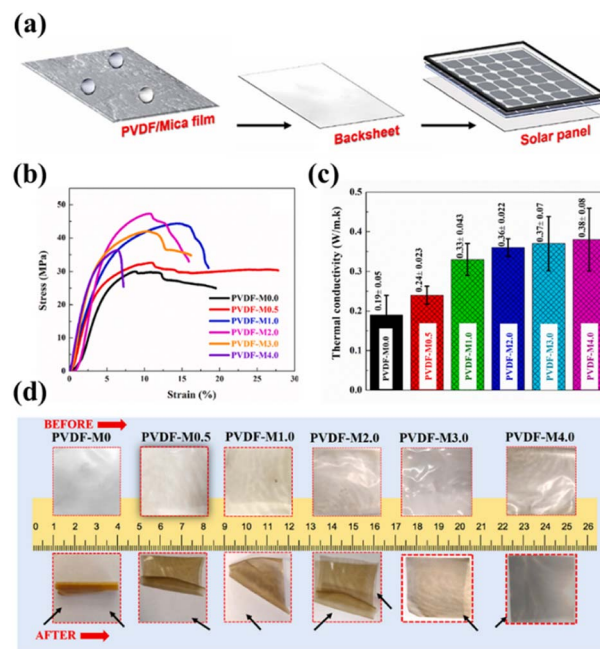 (a)
PVDF/Mica film
Backsheet
Solar panel
(b)
50
40
30
20
10
0
Stress (MPa)
0 5 10 15 20 25
Strain (%)
PVDF-M0.0
PVDF-M0.5
PVDF-M1.0
PVDF-M2.0
PVDF-M3.0
PVDF-M4.0
(c)
0.5
0.4
0.3
0.2
0.1
0.0
Thermal conductivity (W/m.k)
0.19± 0.05
0.24± 0.023
0.33± 0.043
0.36± 0.022
0.37± 0.07
0.38± 0.08
PVDF-M0.0
PVDF-M0.5
PVDF-M1.0
PVDF-M2.0
PVDF-M3.0
PVDF-M4.0
(d)
BEFORE
PVDF-M0 PVDF-M0.5 PVDF-M1.0 PVDF-M2.0 PVDF-M3.0 PVDF-M4.0
0 1 2 3 4 5 6 7 8 9 10 11 12 13 14 15 16 17 18 19 20 21 22 23 24 25 26
AFTER